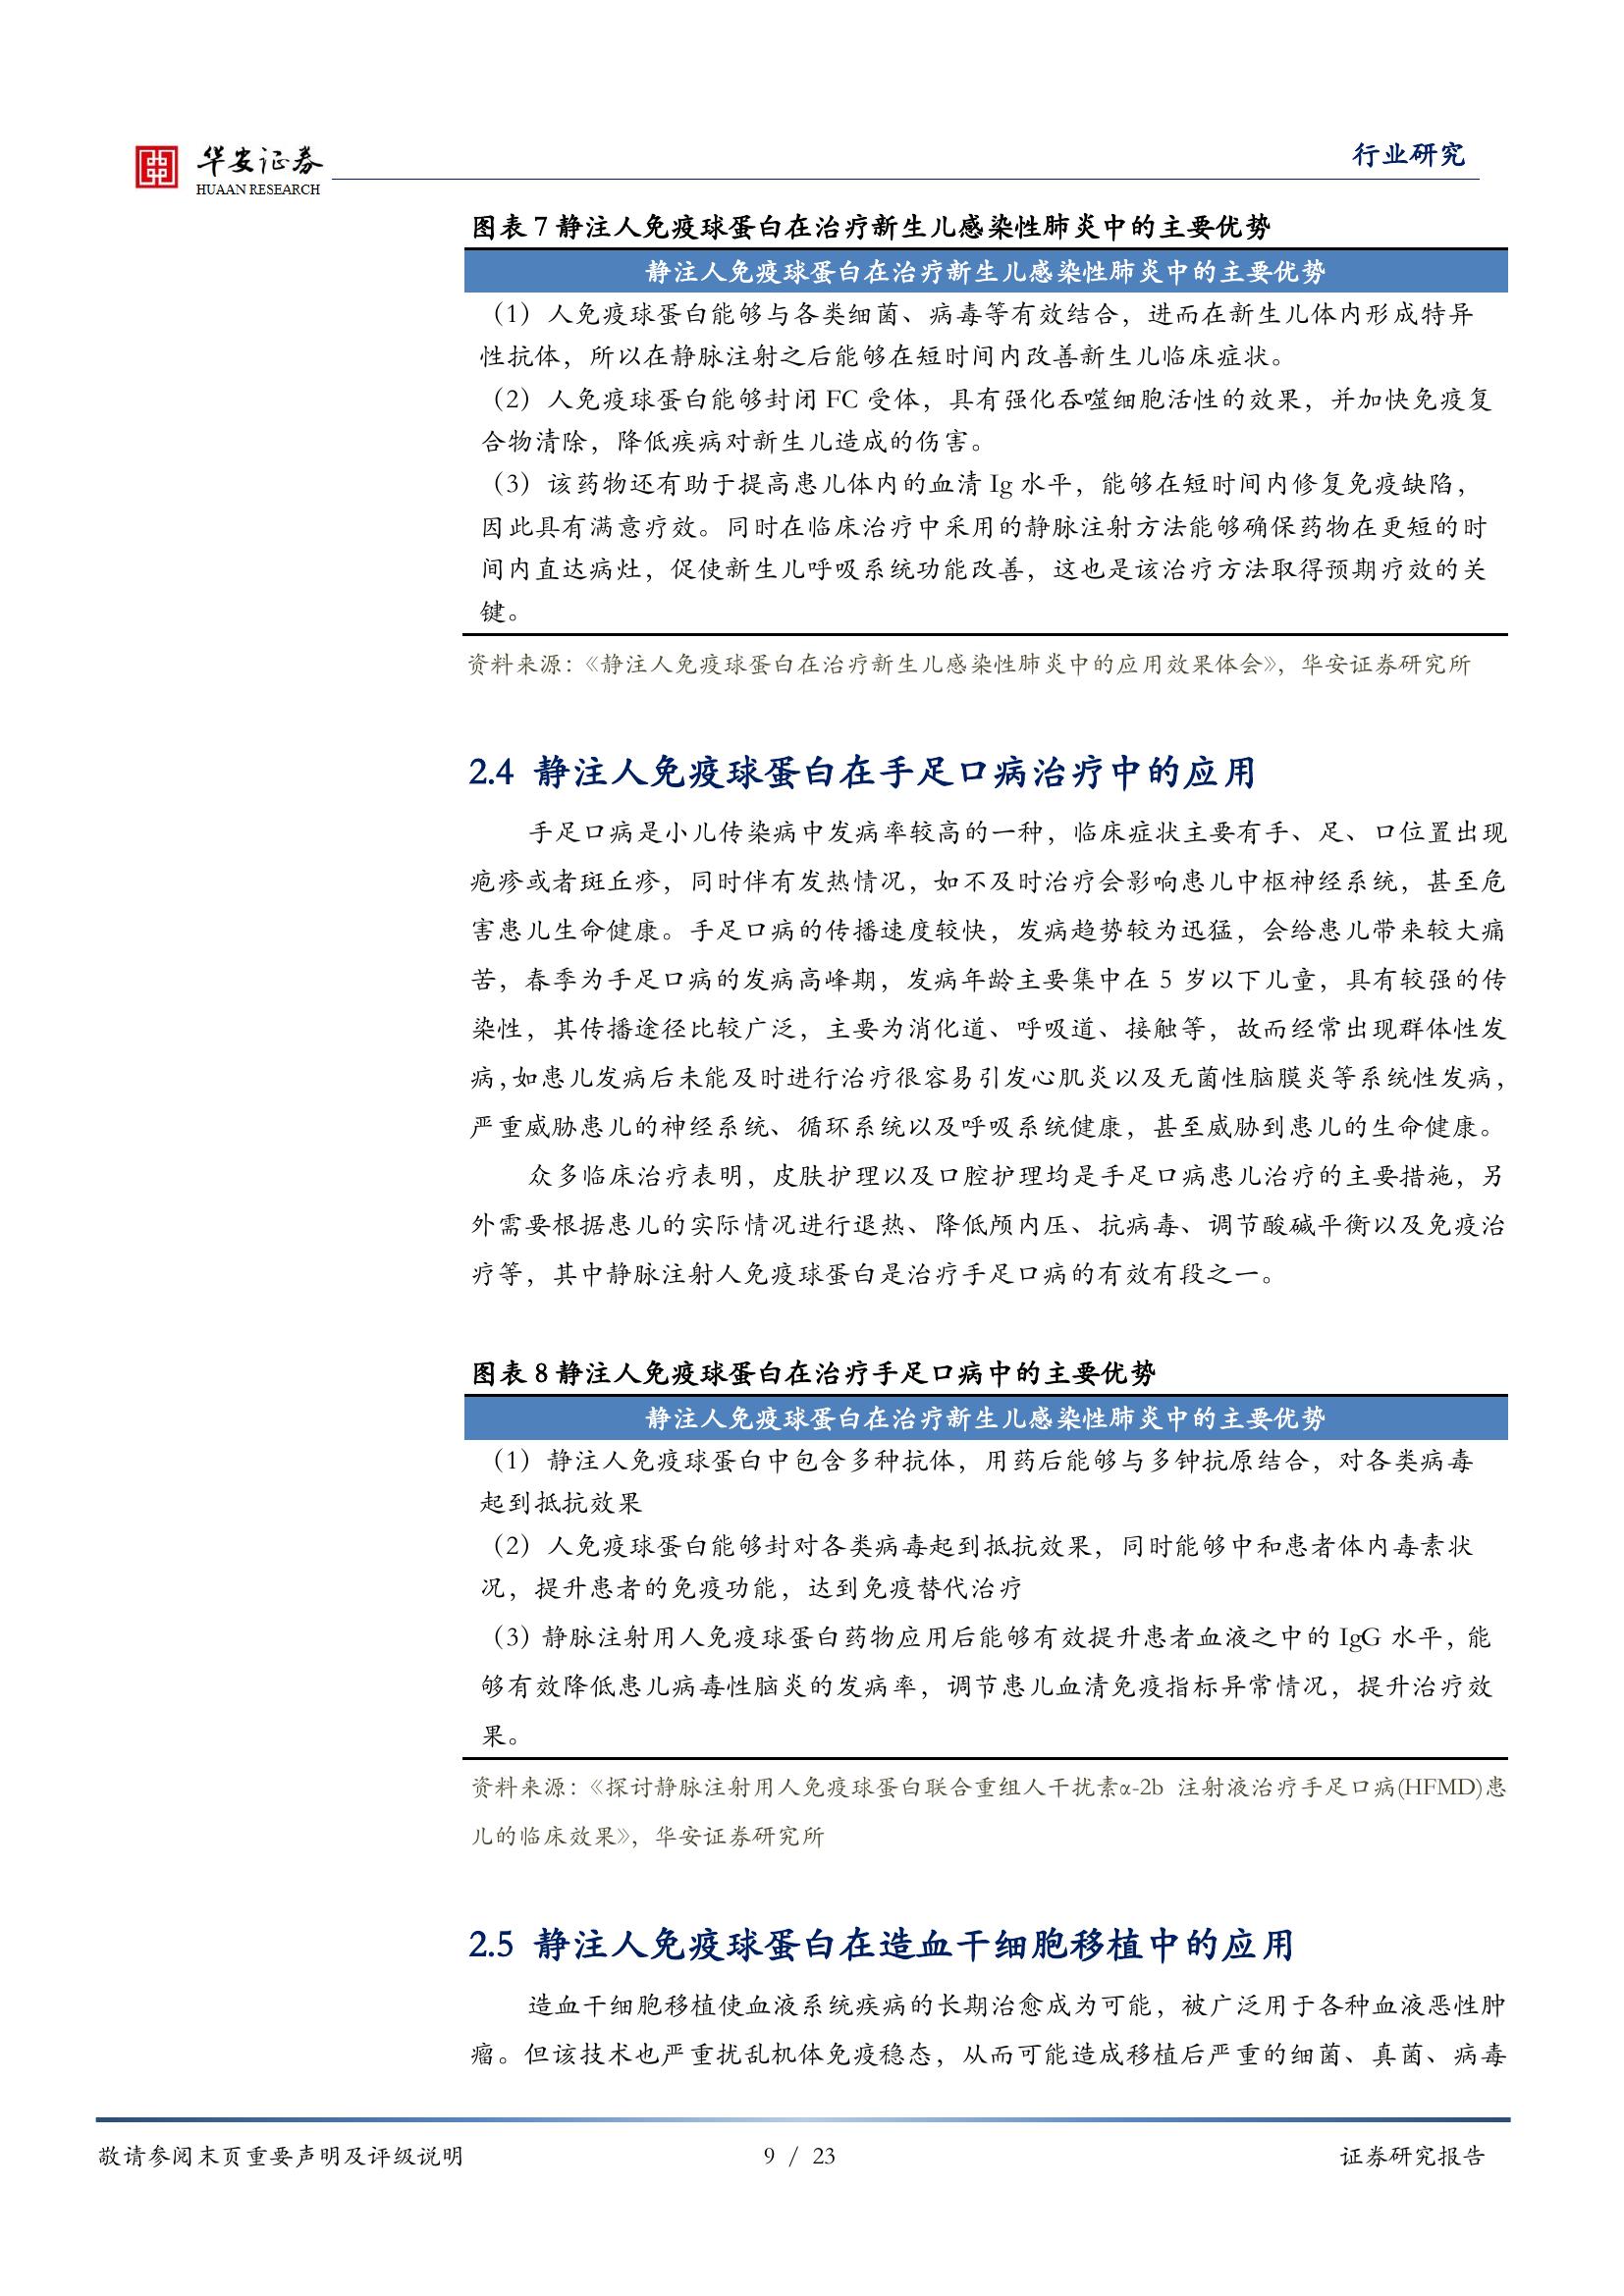 华安证券
HUAAN RESEARCH
行业研究
图表 7 静注人免疫球蛋白在治疗新生儿感染性肺炎中的主要优势
静注人免疫球蛋白在治疗新生儿感染性肺炎中的主要优势
（1）人免疫球蛋白能够与各类细菌、病毒等有效结合，进而在新生儿体内形成特异
性抗体，所以在静脉注射之后能够在短时间内改善新生儿临床症状。
（2）人免疫球蛋白能够封闭 FC 受体，具有强化吞噬细胞活性的效果，并加快免疫复
合物清除，降低疾病对新生儿造成的伤害。
（3）该药物还有助于提高患儿体内的血清 Ig 水平，能够在短时间内修复免疫缺陷，
因此具有满意疗效。同时在临床治疗中采用的静脉注射方法能够确保药物在更短的时
间内直达病灶，促使新生儿呼吸系统功能改善，这也是该治疗方法取得预期疗效的关
键。
资料来源：《静注人免疫球蛋白在治疗新生儿感染性肺炎中的应用效果体会》，华安证券研究所
2.4 静注人免疫球蛋白在手足口病治疗中的应用
手足口病是小儿传染病中发病率较高的一种，临床症状主要有手、足、口位置出现
疱疹或者斑丘疹，同时伴有发热情况，如不及时治疗会影响患儿中枢神经系统，甚至危
害患儿生命健康。手足口病的传播速度较快，发病趋势较为迅猛，会给患儿带来较大痛
苦，春季为手足口病的发病高峰期，发病年龄主要集中在 5 岁以下儿童，具有较强的传
染性，其传播途径比较广泛，主要为消化道、呼吸道、接触等，故而经常出现群体性发
病，如患儿发病后未能及时进行治疗很容易引发心肌炎以及无菌性脑膜炎等系统性发病，
严重威胁患儿的神经系统、循环系统以及呼吸系统健康，甚至威胁到患儿的生命健康。
众多临床治疗表明，皮肤护理以及口腔护理均是手足口病患儿治疗的主要措施，另
外需要根据患儿的实际情况进行退热、降低颅内压、抗病毒、调节酸碱平衡以及免疫治
疗等，其中静脉注射人免疫球蛋白是治疗手足口病的有效有段之一。
图表 8 静注人免疫球蛋白在治疗手足口病中的主要优势
静注人免疫球蛋白在治疗新生儿感染性肺炎中的主要优势
（1）静注人免疫球蛋白中包含多种抗体，用药后能够与多钟抗原结合，对各类病毒
起到抵抗效果
（2）人免疫球蛋白能够封对各类病毒起到抵抗效果，同时能够中和患者体内毒素状
况，提升患者的免疫功能，达到免疫替代治疗
（3）静脉注射用人免疫球蛋白药物应用后能够有效提升患者血液之中的 IgG 水平，能
够有效降低患儿病毒性脑炎的发病率，调节患儿血清免疫指标异常情况，提升治疗效
果。
资料来源：《探讨静脉注射用人免疫球蛋白联合重组人干扰素α-2b 注射液治疗手足口病(HFMD)患
儿的临床效果》，华安证券研究所
2.5 静注人免疫球蛋白在造血干细胞移植中的应用
造血干细胞移植使血液系统疾病的长期治愈成为可能，被广泛用于各种血液恶性肿
瘤。但该技术也严重扰乱机体免疫稳态，从而可能造成移植后严重的细菌、真菌、病毒
敬请参阅末页重要声明及评级说明
9 / 23
证券研究报告